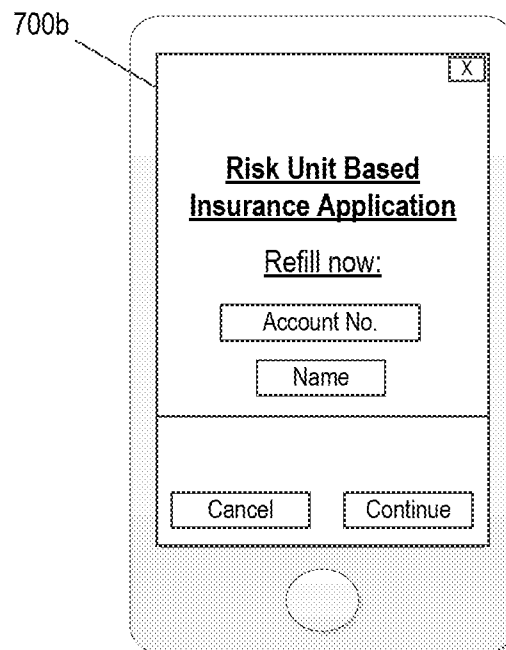 700b
X
Risk Unit Based
Insurance Application
Refill now:
Account No.
Name
Cancel Continue